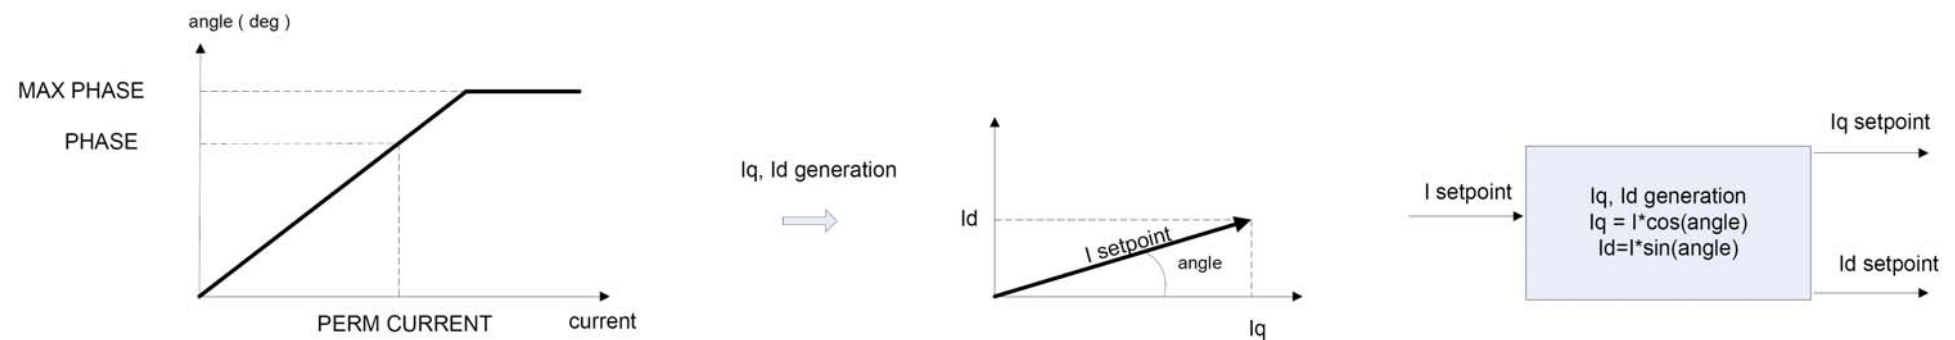 angle ( deg )
MAX PHASE
PHASE
PERM CURRENT
current
Iq, Id generation
Id
I setpoint
angle
Iq
I setpoint
Iq, Id generation
Iq = I*cos(angle)
Id=I*sin(angle)
Iq setpoint
Id setpoint